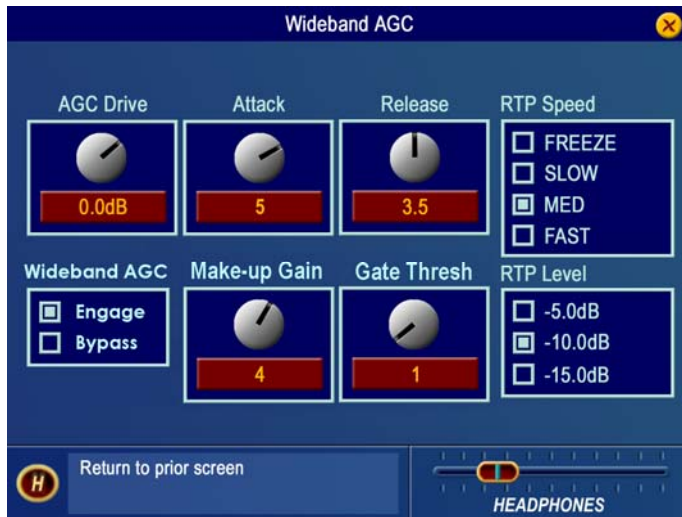 Wideband AGC
AGC Drive
0.0dB
Attack
5
Release
3.5
RTP Speed
FREEZE
SLOW
MED
FAST
Wideband AGC
Engage
Bypass
Make-up Gain
4
Gate Thresh
1
RTP Level
-5.0dB
-10.0dB
-15.0dB
H
Return to prior screen
HEADPHONES